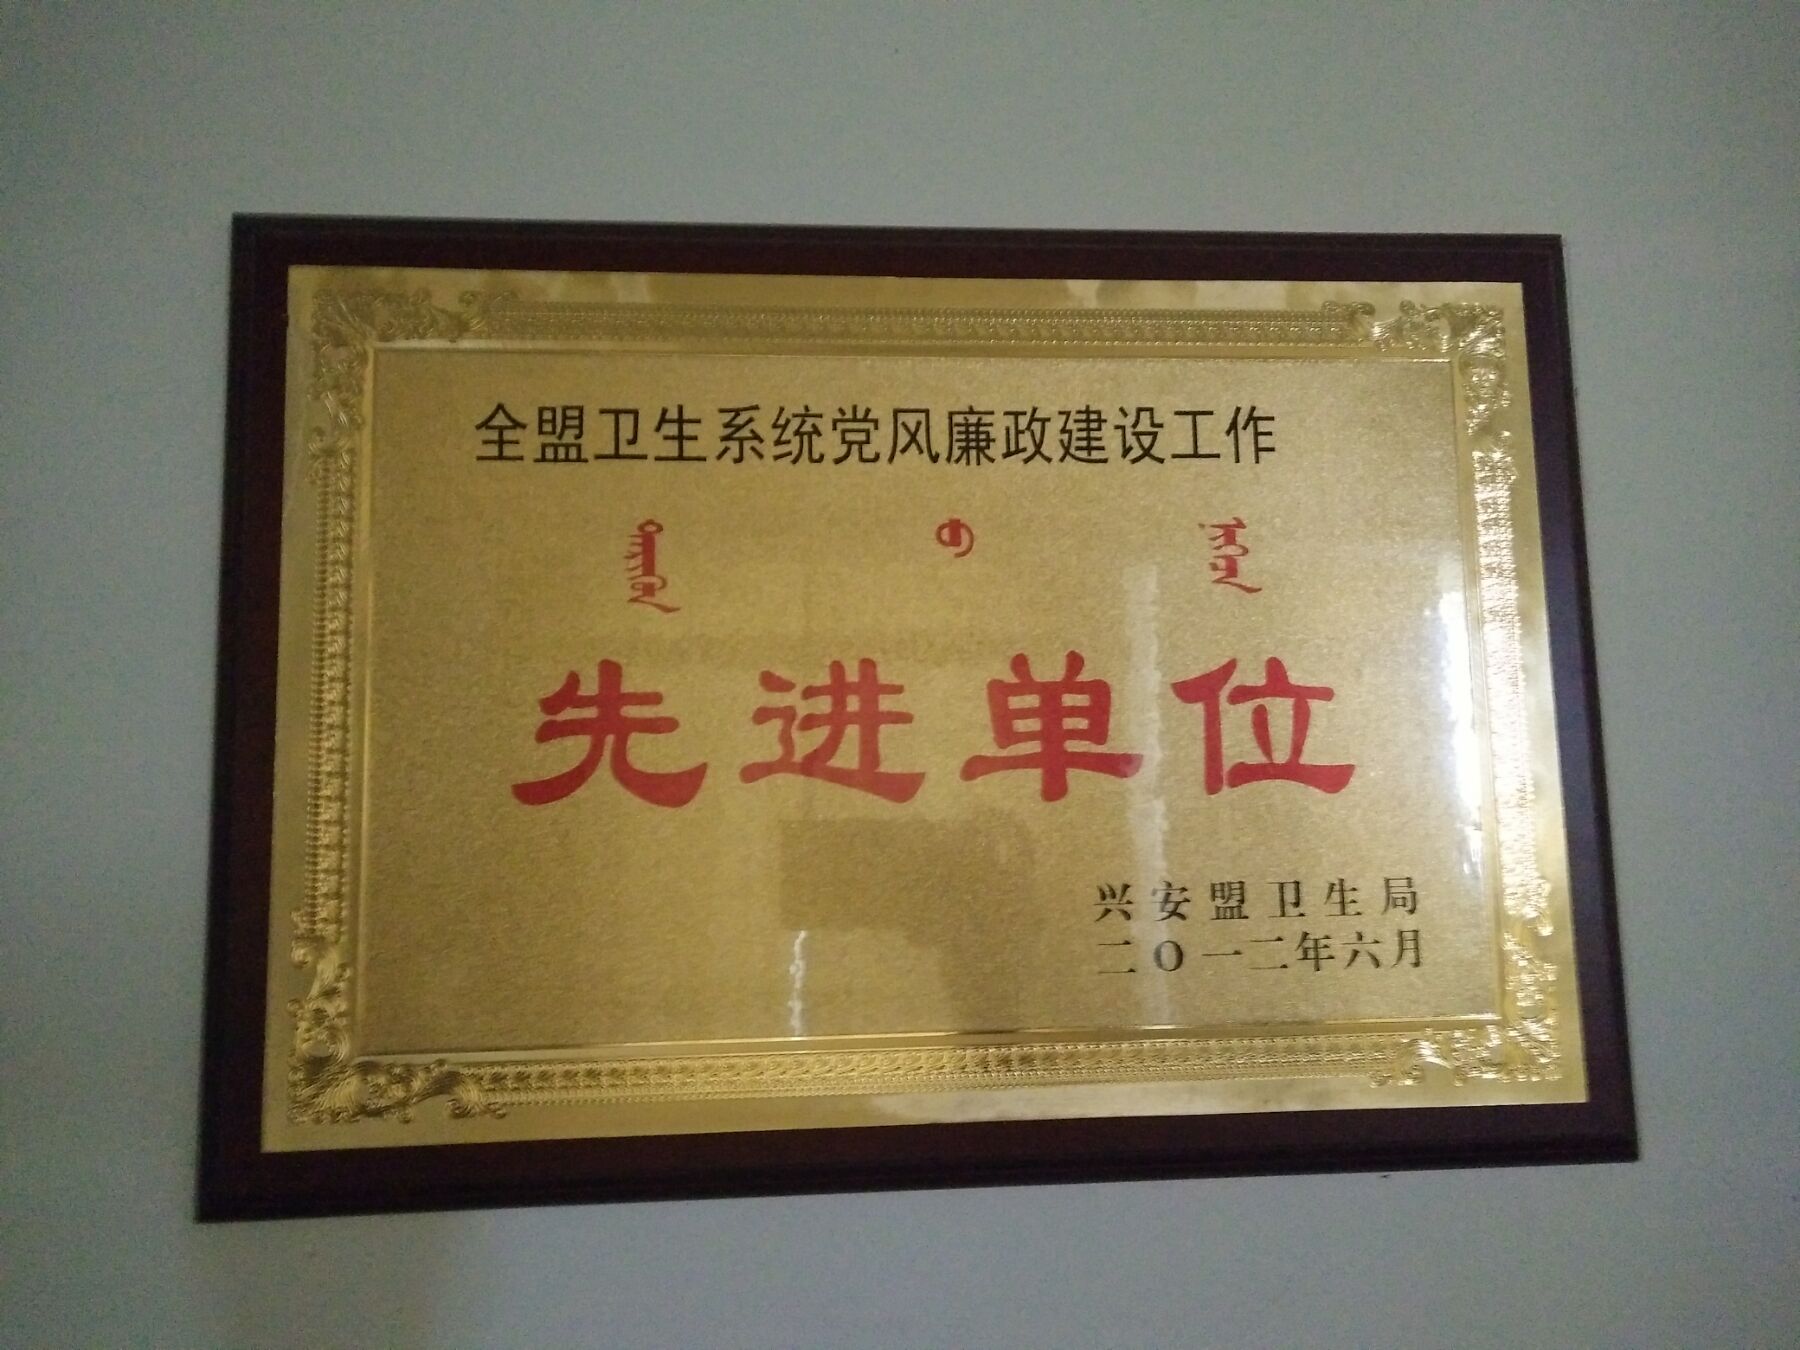 全盟卫生系统党风廉政建设工作
先进单位
兴安盟卫生局
二〇一二年六月